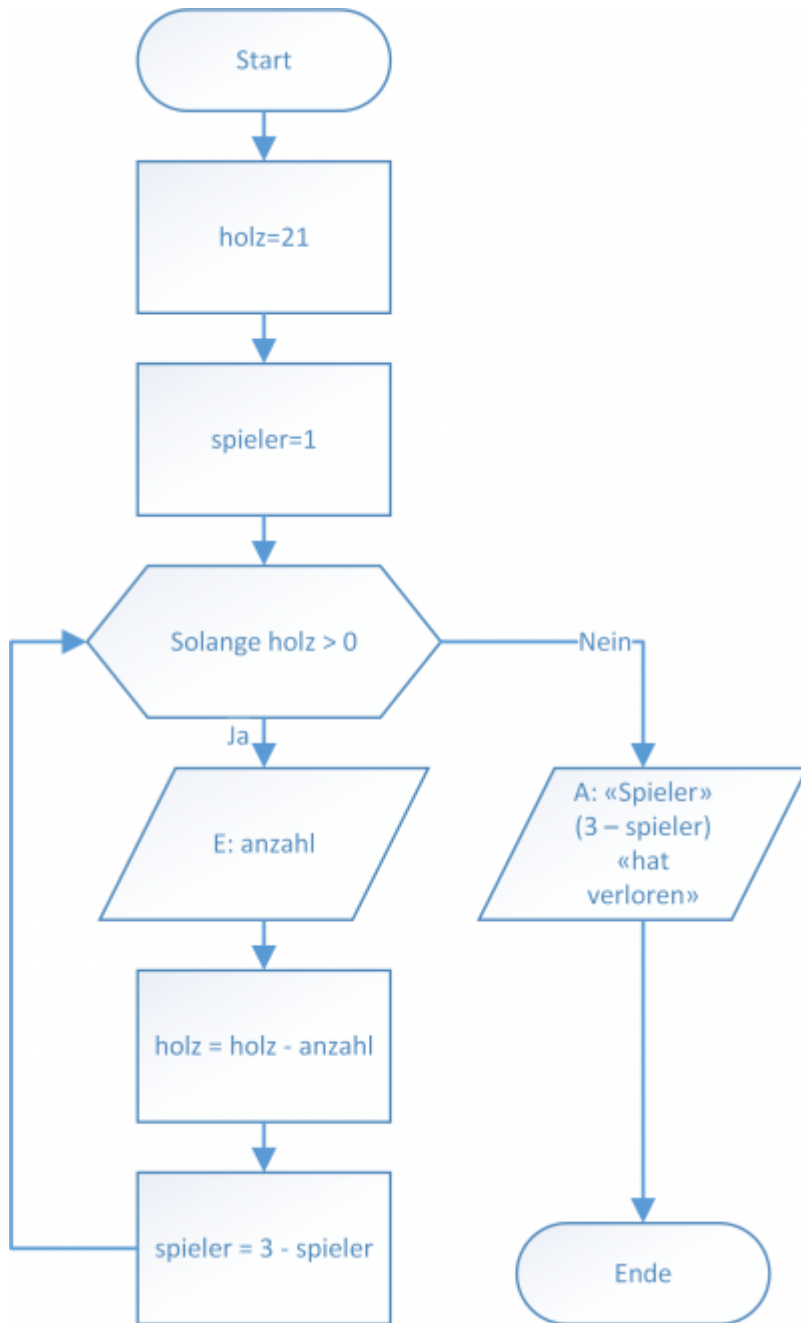 Start
holz=21
spieler=1
Solange holz > 0
Nein
Ja
E: anzahl
A: «Spieler»
(3 – spieler)
«hat
verloren»
holz = holz - anzahl
spieler = 3 - spieler
Ende